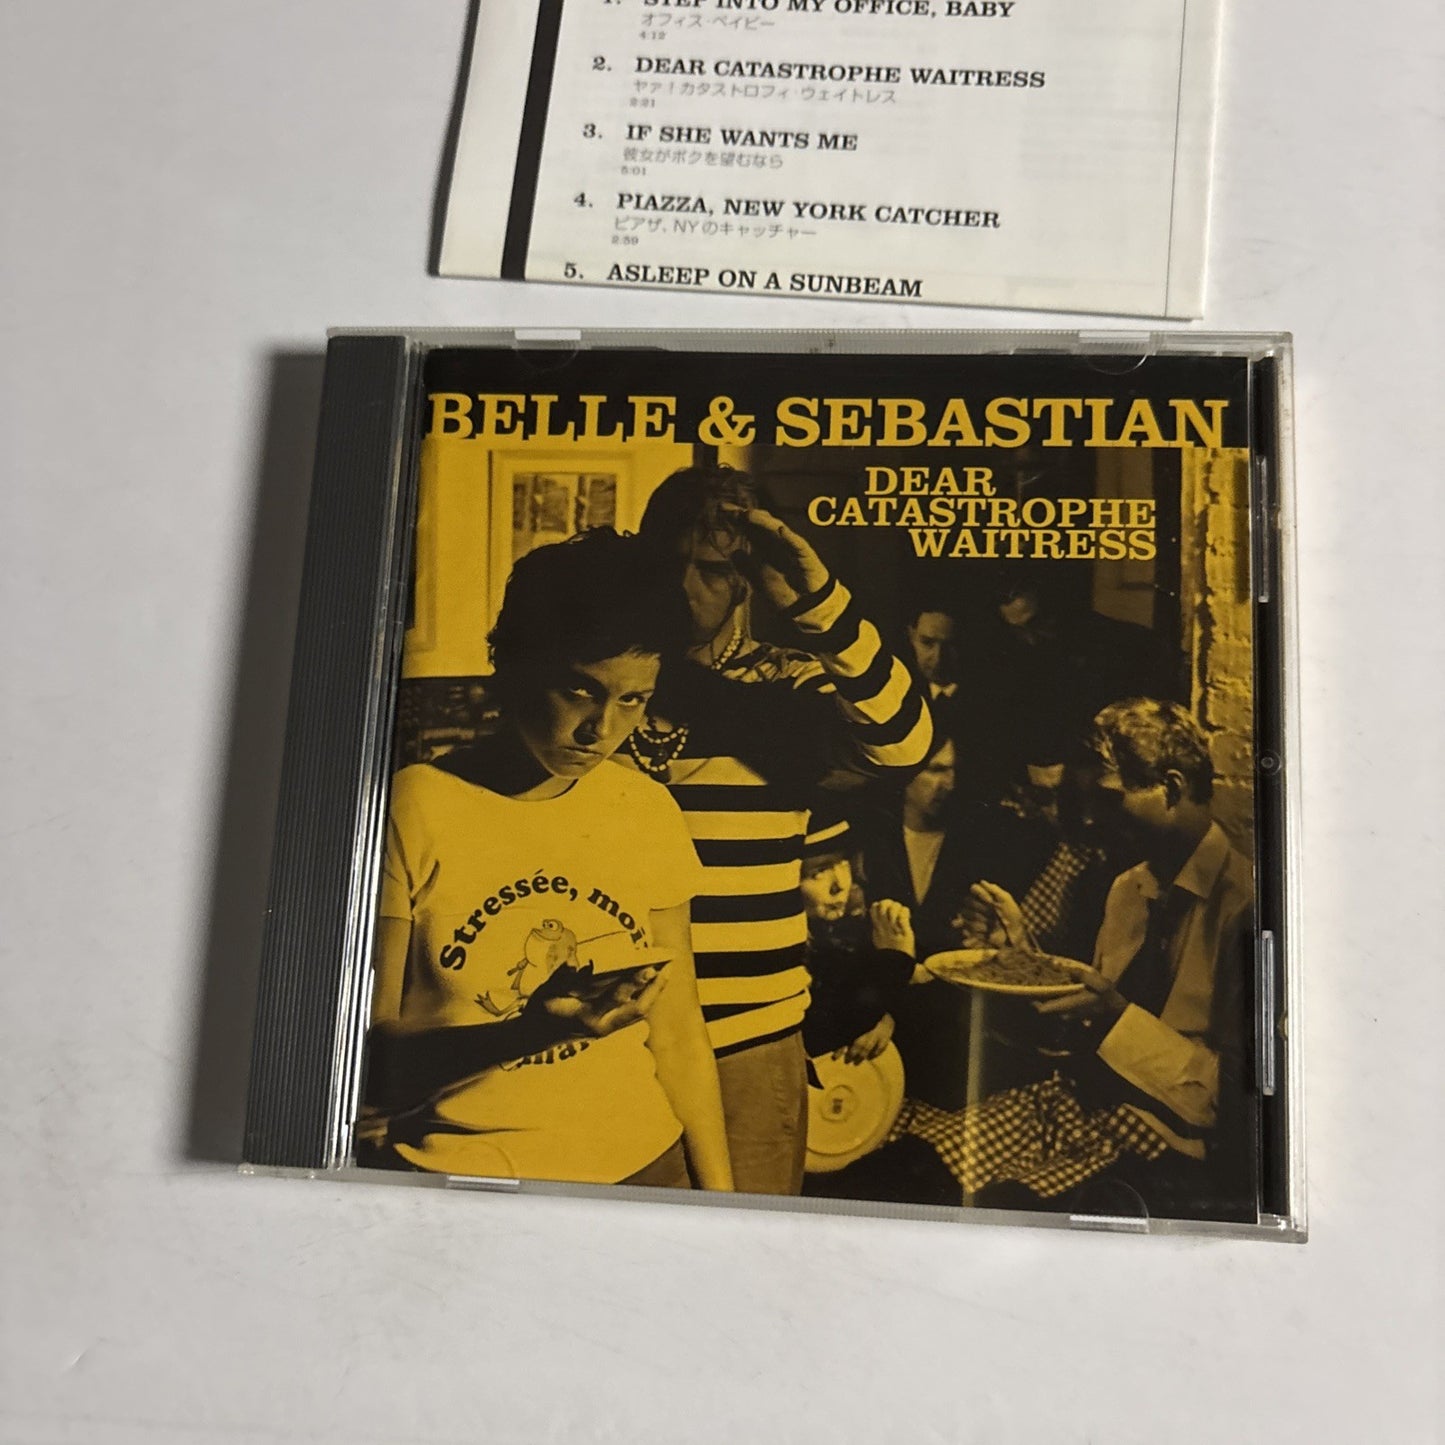 1. STEP INTO MY OFFICE, BABY
オフィス・ベイビー
4:12
2. DEAR CATASTROPHE WAITRESS
ヤァ！カタストロフィ・ウェイトレス
2:21
3. IF SHE WANTS ME
彼女がボクを望むなら
5:01
4. PIAZZA, NEW YORK CATCHER
ピアザ、NYのキャッチャー
2:59
5. ASLEEP ON A SUNBEAM
BELLE & SEBASTIAN
DEAR
CATASTROPHE
WAITRESS
Stressée, moi